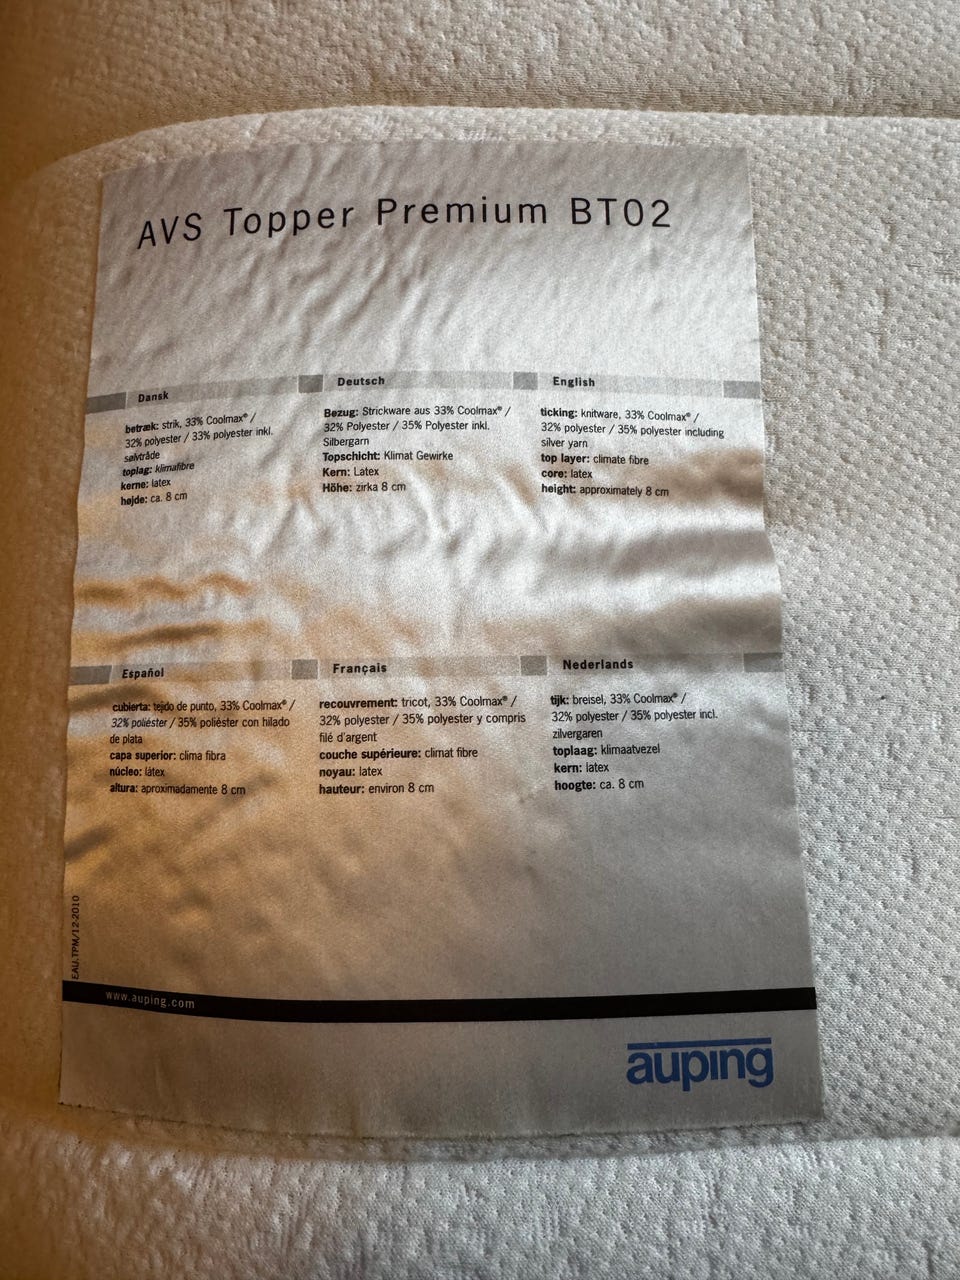 AVS Topper Premium BT02
Dansk
betræk: strik, 33% Coolmax® /
32% polyester / 33% polyester inkl.
sølvtråde
toplag: klimafibre
kerne: latex
højde: ca. 8 cm
Deutsch
Bezug: Strickware aus 33% Coolmax® /
32% Polyester / 35% Polyester inkl.
Silbergarn
Topschicht: Klimat Gewirke
Kern: Latex
Höhe: zirka 8 cm
English
ticking: knitware, 33% Coolmax® /
32% polyester / 35% polyester including
silver yarn
top layer: climate fibre
core: latex
height: approximately 8 cm
Español
cubierta: tejido de punto, 33% Coolmax® /
32% poliéster / 35% poliéster con hilado
de plata
capa superior: clima fibra
núcleo: látex
altura: aproximadamente 8 cm
Français
recouvrement: tricot, 33% Coolmax® /
32% polyester / 35% polyester y compris
filé d'argent
couche supérieure: climat fibre
noyau: latex
hauteur: environ 8 cm
Nederlands
tijk: breisel, 33% Coolmax® /
32% polyester / 35% polyester incl.
zilvergaren
toplaag: klimaatvezel
kern: latex
hoogte: ca. 8 cm
EAU.TPM/12-2010
www.auping.com
auping